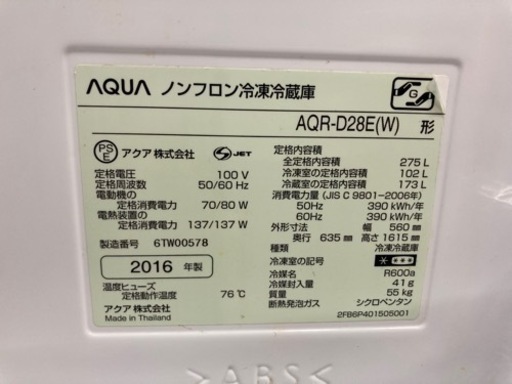 AQUA ノンフロン冷凍冷蔵庫
G
AQR-D28E(W) 形
PS E アクア株式会社 S JET
定格電圧 100 V
定格周波数 50/60 Hz
電動機の
定格消費電力 70/80 W
電熱装置の
定格消費電力 137/137 W
製造番号 6TW00578
2016 年製
温度ヒューズ
定格動作温度 76℃
アクア株式会社
Made in Thailand
定格内容積
全定格内容積 275 L
冷凍室の定格内容積 102 L
冷蔵室の定格内容積 173 L
消費電力量 (JIS C 9801-2006年)
50Hz 390 kWh/年
60Hz 390 kWh/年
外形寸法 幅 560 mm
奥行 635 mm 高さ 1615 mm
種類 冷凍冷蔵庫
冷凍室の記号
冷媒名 R600a
冷媒封入量 41g
質量 55 kg
断熱発泡ガス シクロペンタン
2FB6P401505001
>ABS<